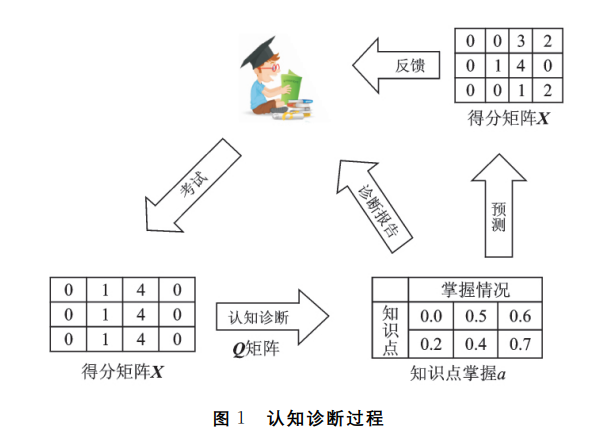 0 0 3 2
0 1 4 0
0 0 1 2
得分矩阵X
反馈
考试
诊断报告
预测
0 1 4 0
0 1 4 0
0 1 4 0
得分矩阵X
认知诊断
Q矩阵
掌握情况
知识点
0.0 0.5 0.6
0.2 0.4 0.7
知识点掌握a
图 1 认知诊断过程